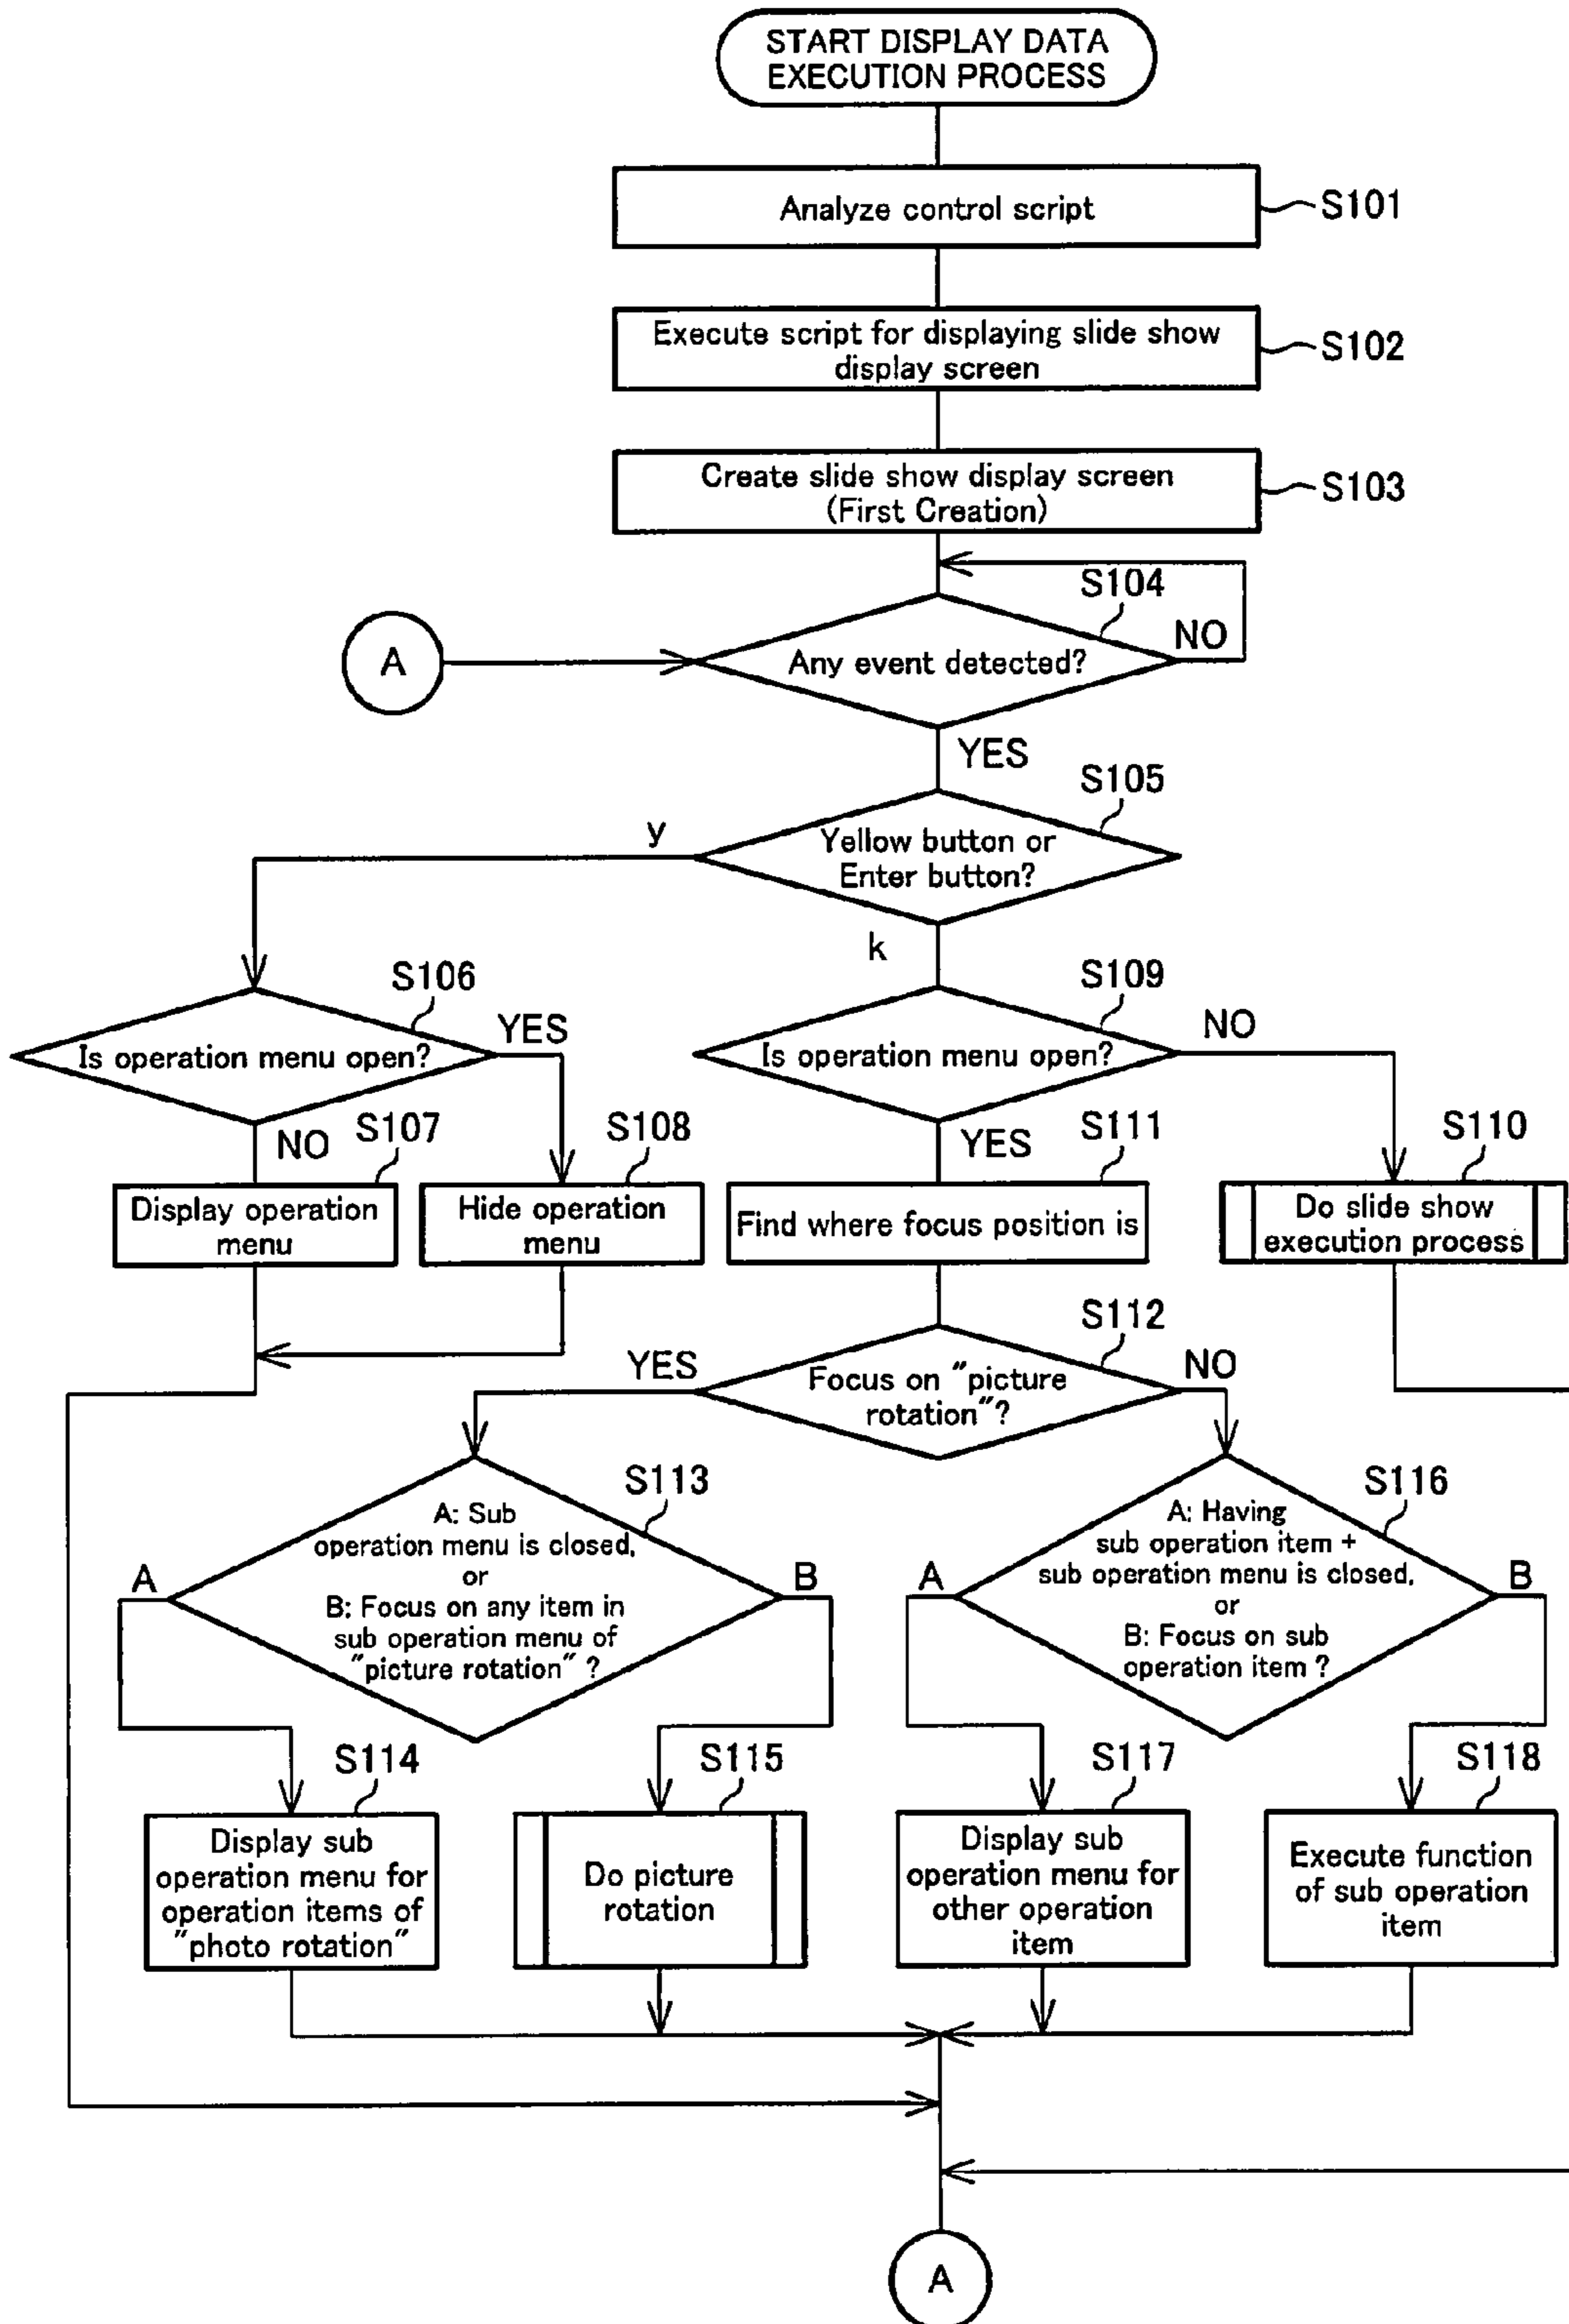 START DISPLAY DATA
EXECUTION PROCESS
Analyze control script
S101
Execute script for displaying slide show
display screen
S102
Create slide show display screen
(First Creation)
S103
S104
A
Any event detected?
NO
YES
S105
y
Yellow button or
Enter button?
k
S106
Is operation menu open?
YES
NO
S107
Display operation
menu
S108
Hide operation
menu
S109
Is operation menu open?
NO
YES
S111
Find where focus position is
S110
Do slide show
execution process
S112
YES
Focus on "picture
rotation"?
NO
S113
A: Sub
operation menu is closed,
or
B: Focus on any item in
sub operation menu of
"picture rotation" ?
A
B
S116
A: Having
sub operation item +
sub operation menu is closed,
or
B: Focus on sub
operation item ?
A
B
S114
Display sub
operation menu for
operation items of
"photo rotation"
S115
Do picture
rotation
S117
Display sub
operation menu for
other operation
item
S118
Execute function
of sub operation
item
A